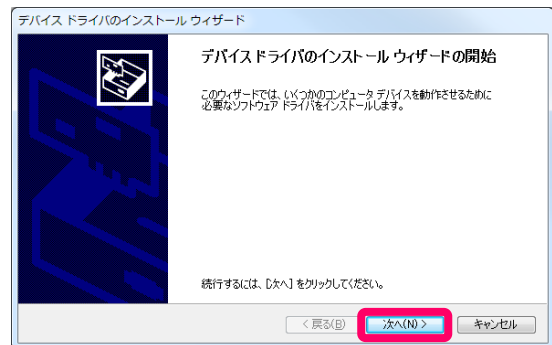 デバイス ドライバのインストール ウィザード
デバイス ドライバのインストール ウィザードの開始
このウィザードでは、いくつかのコンピュータ デバイスを動作させるために
必要なソフトウェア ドライバをインストールします。
続行するには、[次へ] をクリックしてください。
< 戻る(B)
次へ(N) >
キャンセル